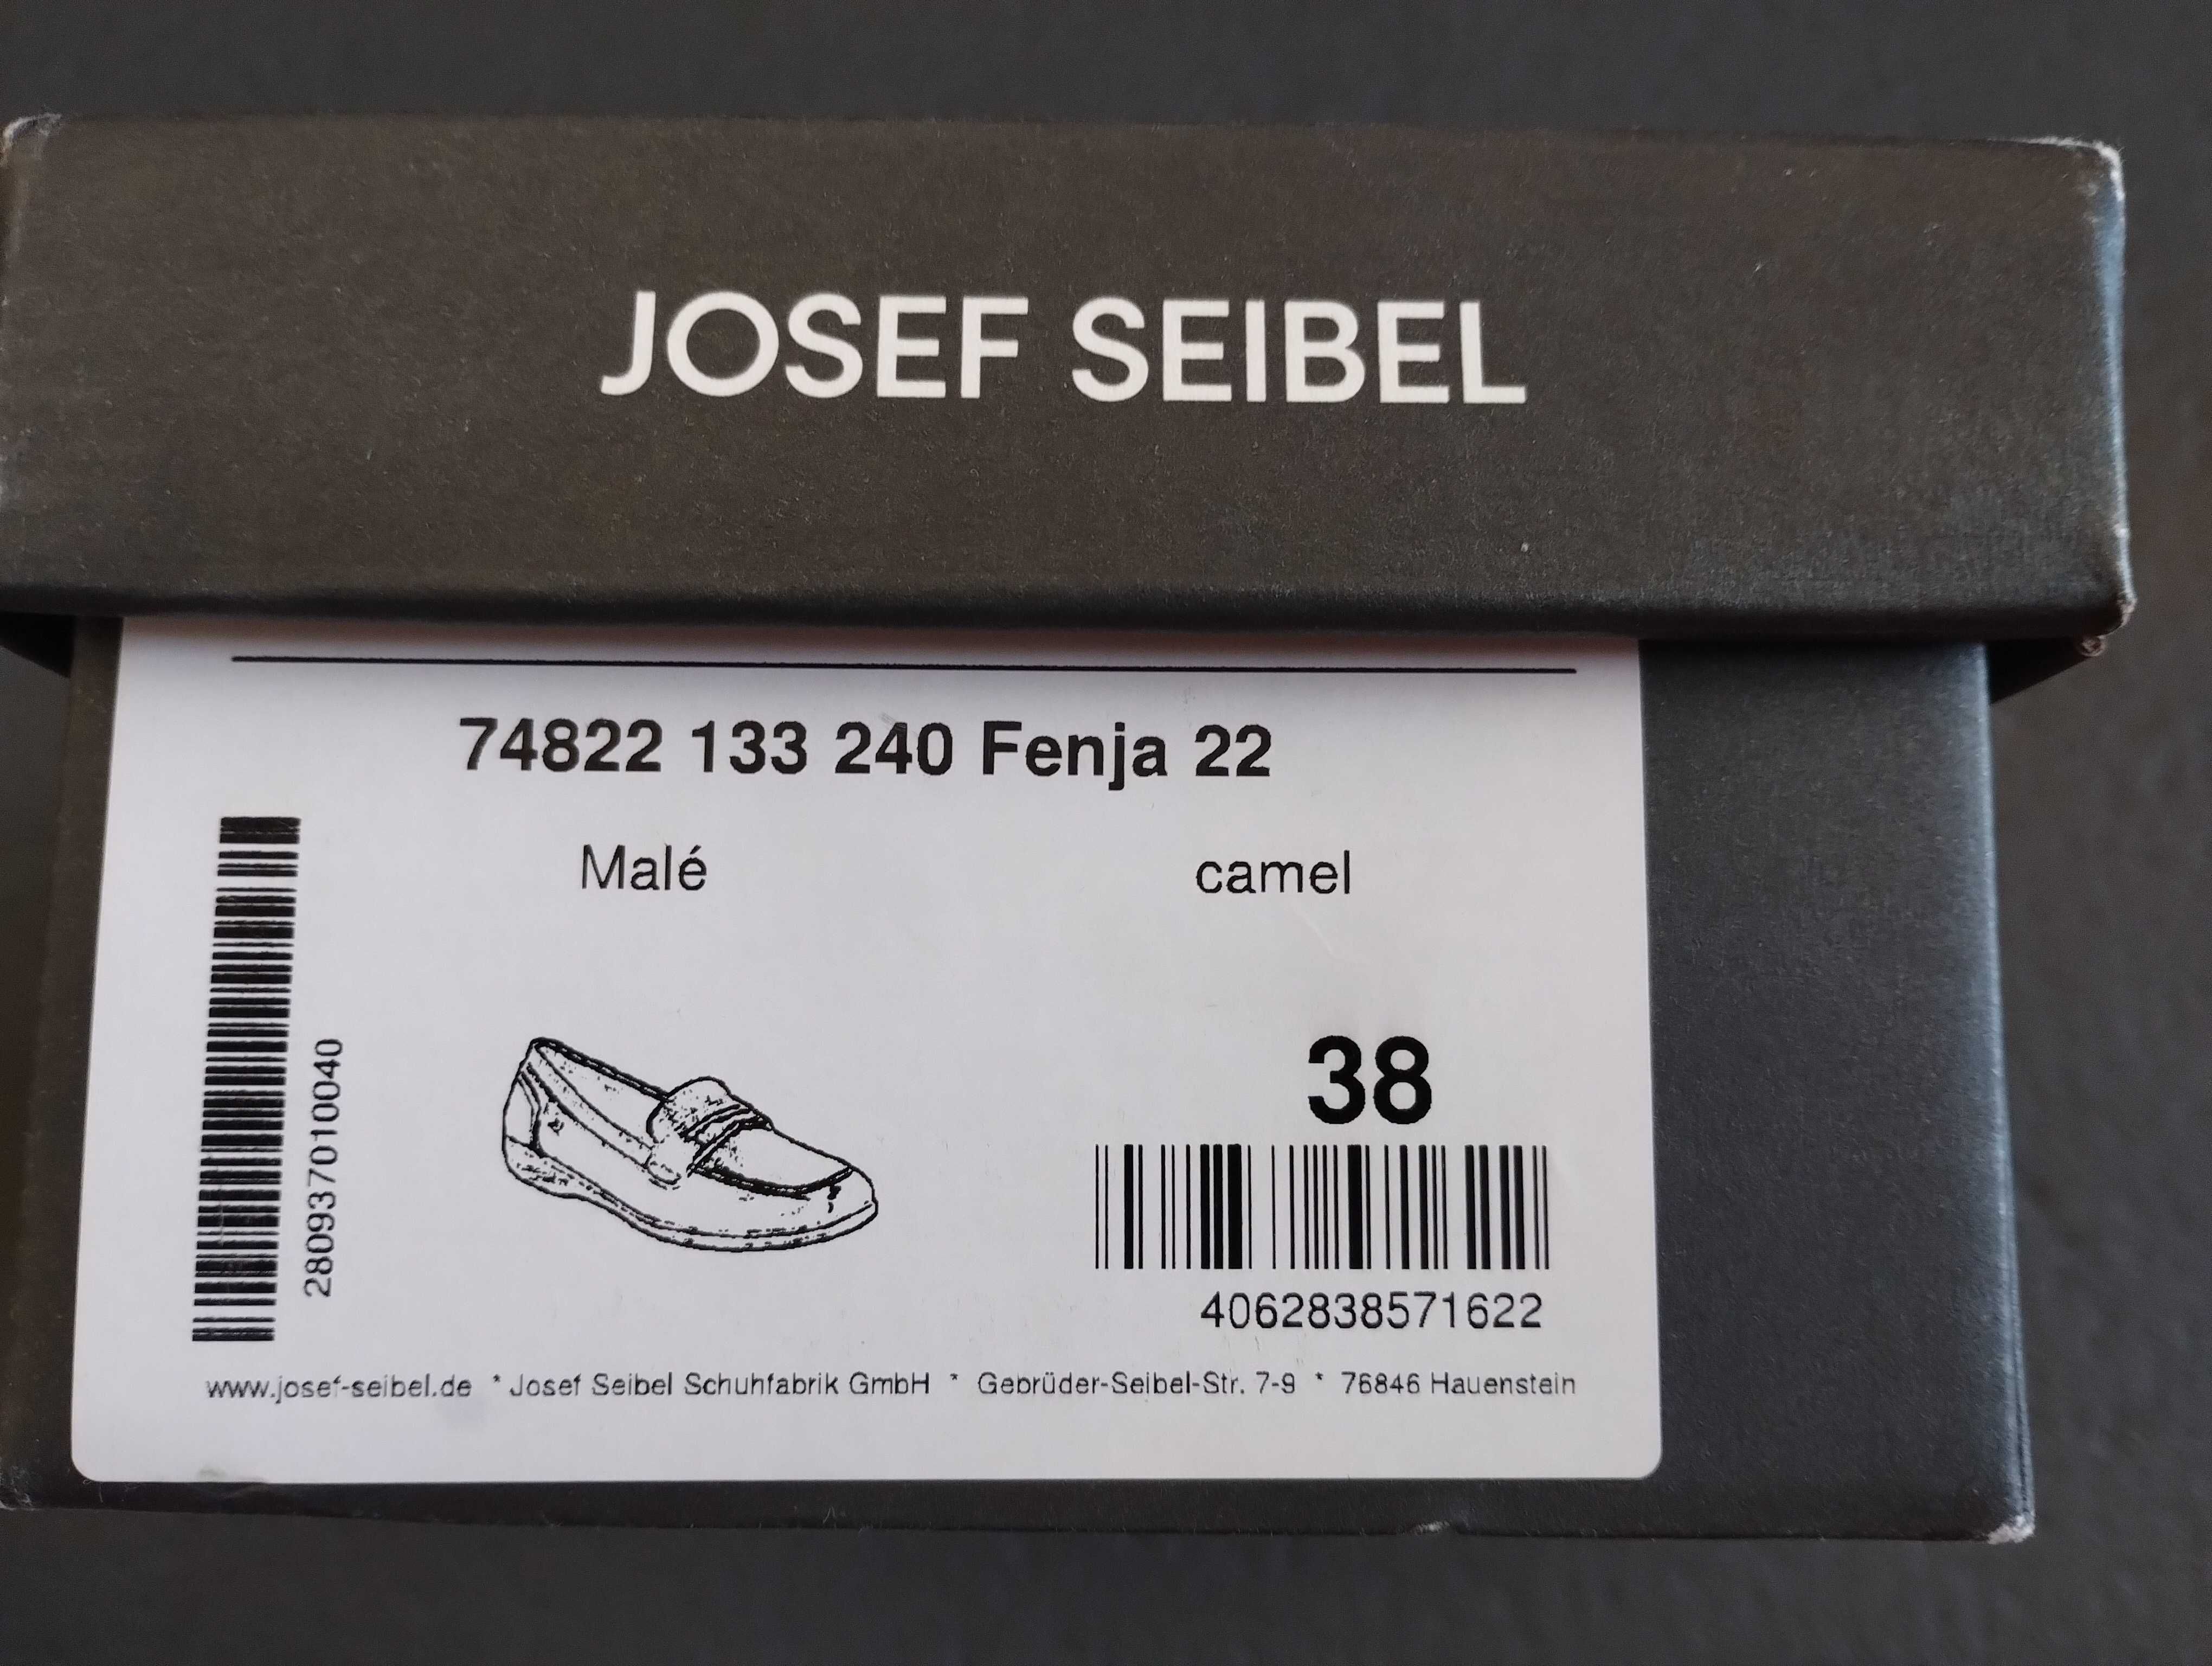 JOSEF SEIBEL
74822 133 240 Fenja 22
Malé camel
38
280937010040
4062838571622
www.josef-seibel.de * Josef Seibel Schuhfabrik GmbH * Gebrüder-Seibel-Str. 7-9 * 76846 Hauenstein